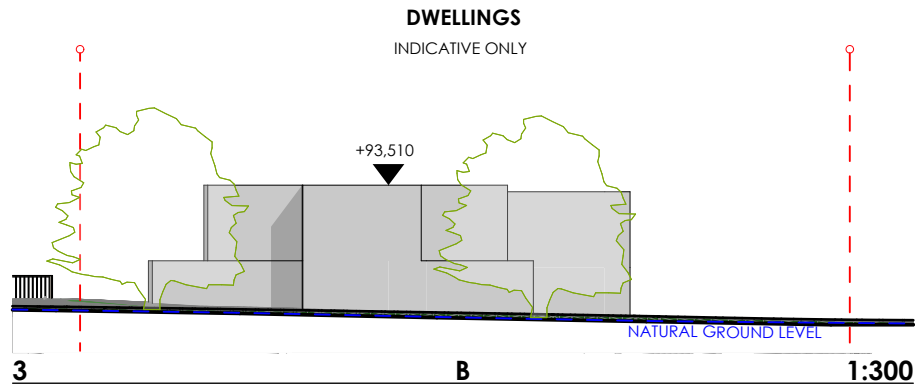 DWELLINGS
INDICATIVE ONLY
+93,510
NATURAL GROUND LEVEL
3 B 1:300